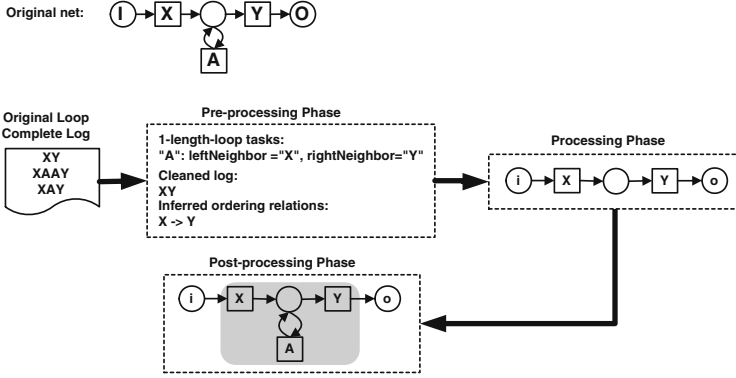 Original net:
I X Y O
A
Original Loop
Complete Log
XY
XAAY
XAY
Pre-processing Phase
1-length-loop tasks:
"A": leftNeighbor ="X", rightNeighbor="Y"
Cleaned log:
XY
Inferred ordering relations:
X -> Y
Processing Phase
i X Y o
Post-processing Phase
i X Y o
A